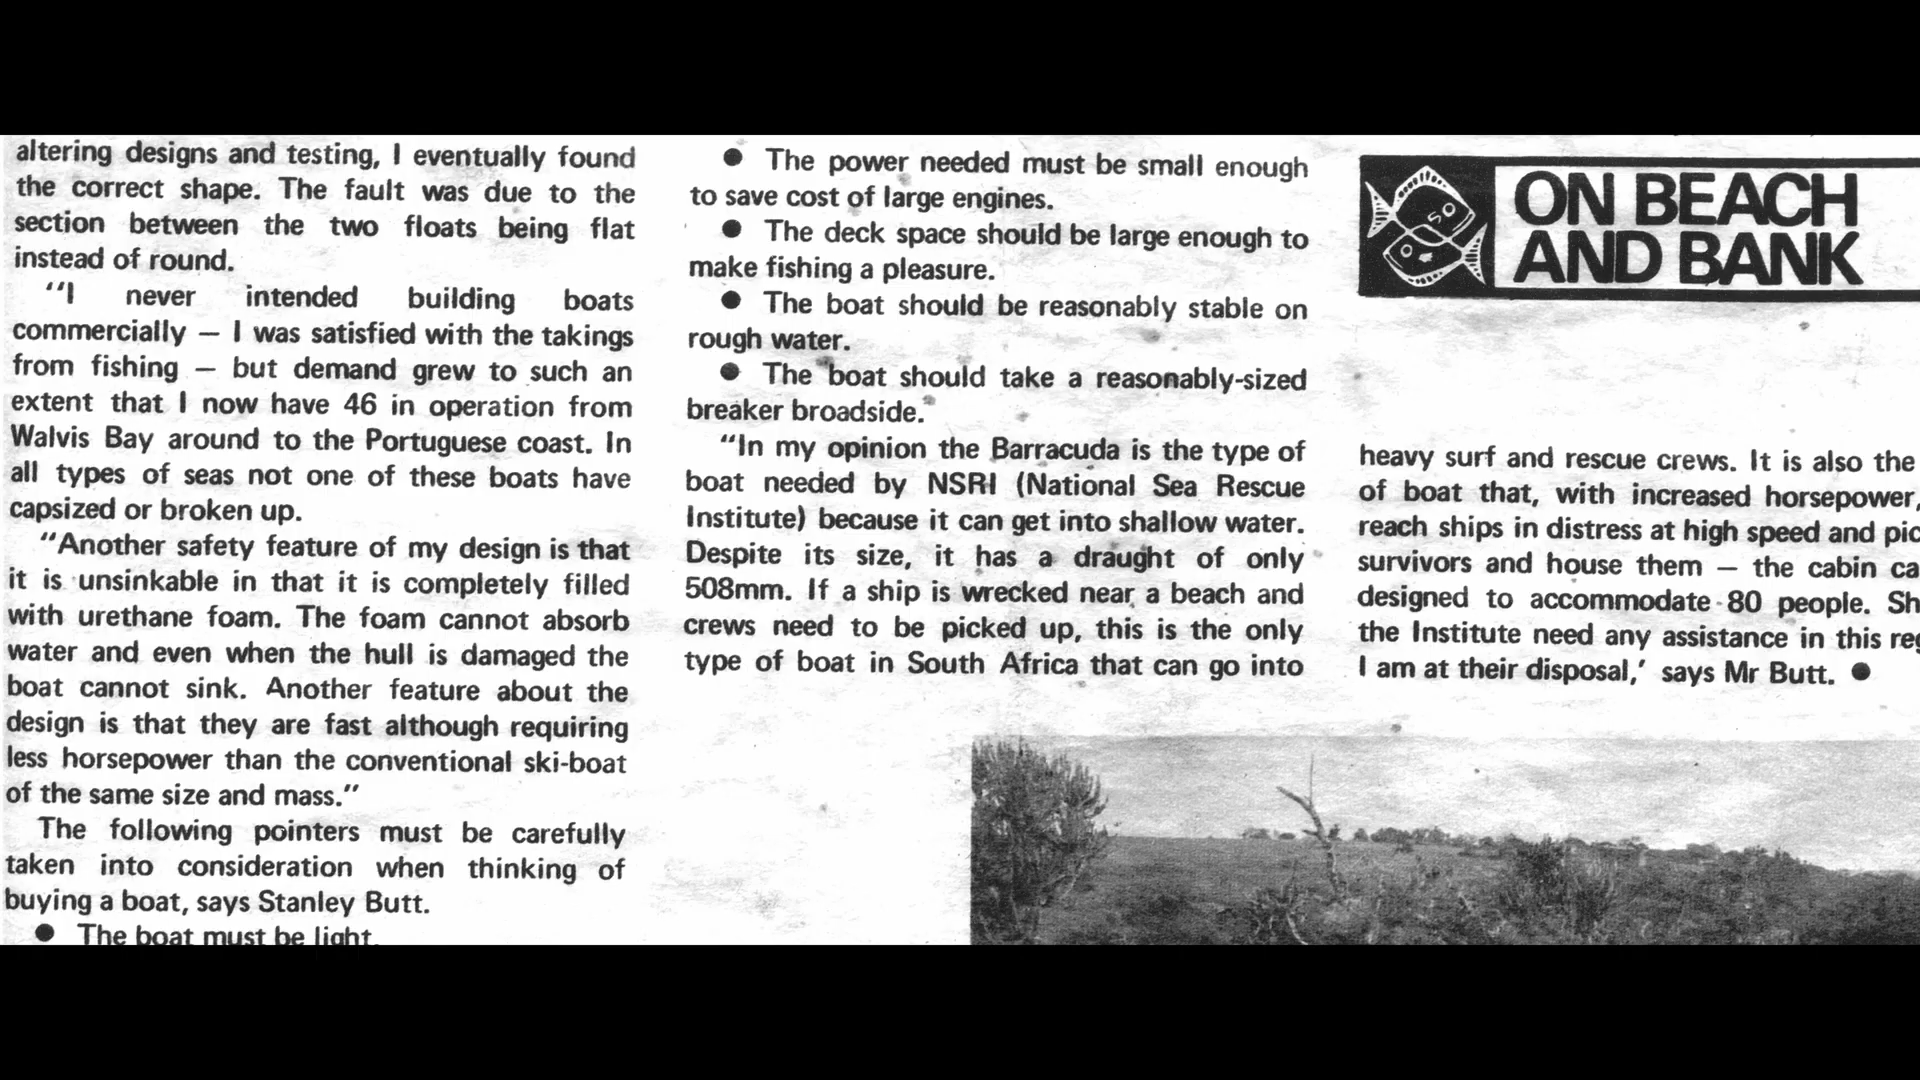 altering designs and testing, I eventually found
the correct shape. The fault was due to the
section between the two floats being flat
instead of round.
“I never intended building boats
commercially — I was satisfied with the takings
from fishing — but demand grew to such an
extent that I now have 46 in operation from
Walvis Bay around to the Portuguese coast. In
all types of seas not one of these boats have
capsized or broken up.
“Another safety feature of my design is that
it is unsinkable in that it is completely filled
with urethane foam. The foam cannot absorb
water and even when the hull is damaged the
boat cannot sink. Another feature about the
design is that they are fast although requiring
less horsepower than the conventional ski-boat
of the same size and mass.”
The following pointers must be carefully
taken into consideration when thinking of
buying a boat, says Stanley Butt.
● The boat must be light.
● The power needed must be small enough
to save cost of large engines.
● The deck space should be large enough to
make fishing a pleasure.
● The boat should be reasonably stable on
rough water.
● The boat should take a reasonably-sized
breaker broadside.
“In my opinion the Barracuda is the type of
boat needed by NSRI (National Sea Rescue
Institute) because it can get into shallow water.
Despite its size, it has a draught of only
508mm. If a ship is wrecked near a beach and
crews need to be picked up, this is the only
type of boat in South Africa that can go into
ON BEACH
AND BANK
heavy surf and rescue crews. It is also the
of boat that, with increased horsepower,
reach ships in distress at high speed and pic
survivors and house them — the cabin ca
designed to accommodate 80 people. Sh
the Institute need any assistance in this reg
I am at their disposal,’ says Mr Butt. ●